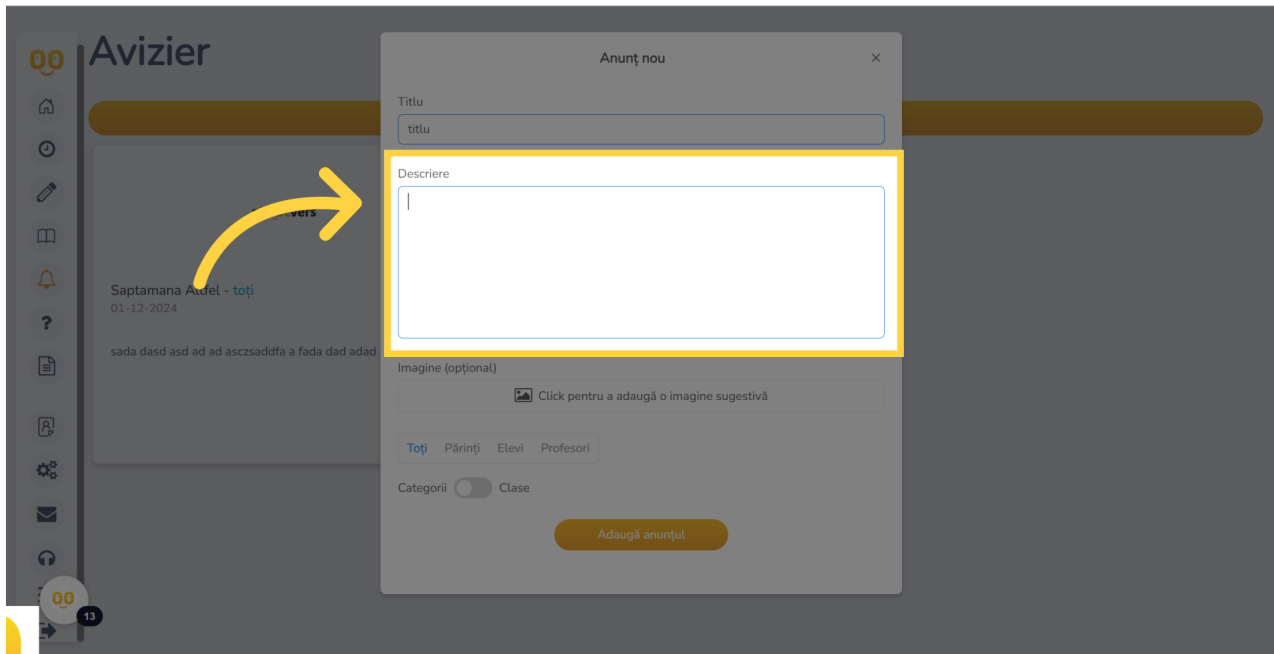 Avizier
Anunț nou
Titlu
titlu
Descriere
Saptamana Altfel - toți
01-12-2024
sada dasd asd ad ad asczsaddfa a fada dad adad
Imagine (opțional)
Click pentru a adaugă o imagine sugestivă
Toți Părinți Elevi Profesori
Categorii Clase
Adaugă anunțul
13